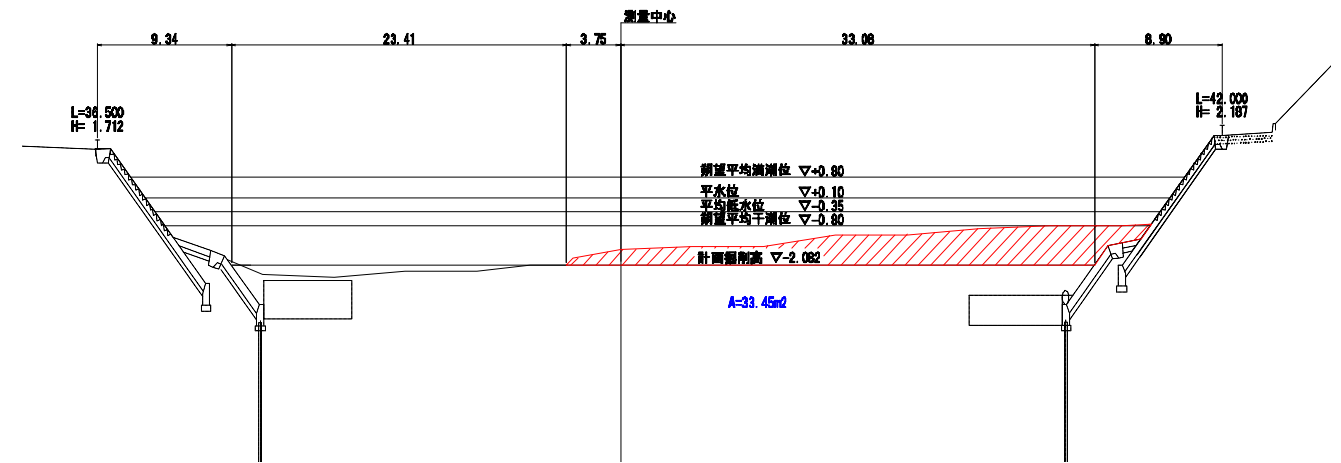 測量中心
9.34
23.41
3.75
33.08
8.90
L=36.500
H= 1.712
L=42.000
H= 2.187
朔望平均満潮位 ▽+0.80
平水位 ▽+0.10
平均低水位 ▽-0.35
朔望平均干潮位 ▽-0.80
計画掘削高 ▽-2.082
A=33.45m2